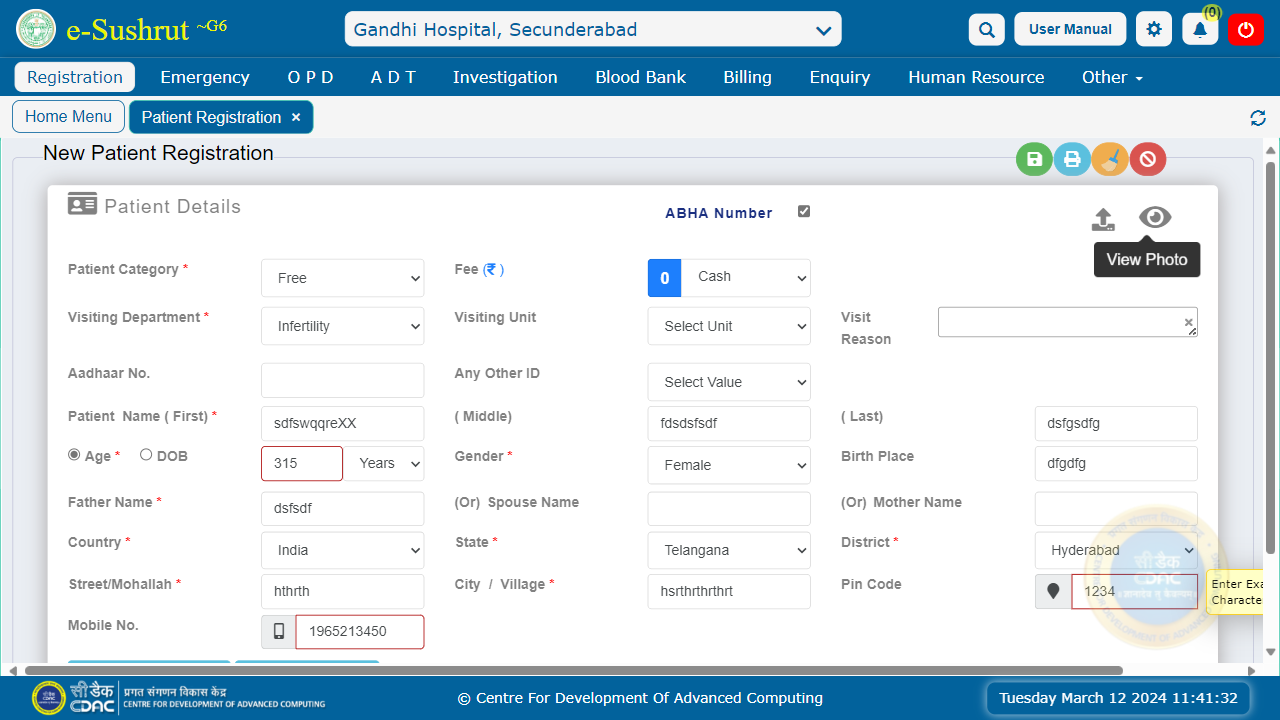 e-Sushrut ~G6
Gandhi Hospital, Secunderabad
User Manual
(0)
Registration Emergency O P D A D T Investigation Blood Bank Billing Enquiry Human Resource Other
Home Menu
Patient Registration ×
New Patient Registration
Patient Details
ABHA Number
View Photo
Patient Category * Free
Fee (₹ ) 0 Cash
Visiting Department * Infertility
Visiting Unit Select Unit
Visit
Reason
Aadhaar No.
Any Other ID Select Value
Patient Name ( First) * sdfswqqreXX
( Middle) fdsdsfsdf
( Last) dsfgsdfg
Age * DOB 315 Years
Gender * Female
Birth Place dfgdfg
Father Name * dsfsdf
(Or) Spouse Name
(Or) Mother Name
Country * India
State * Telangana
District * Hyderabad
Street/Mohallah * hthrth
City / Village * hsrthrthrthrt
Pin Code 1234
Enter Exa
Characte
Mobile No. 1965213450
सी डैक
CDAC
प्रगत संगणन विकास केंद्र
CENTRE FOR DEVELOPMENT OF ADVANCED COMPUTING
© Centre For Development Of Advanced Computing
Tuesday March 12 2024 11:41:32